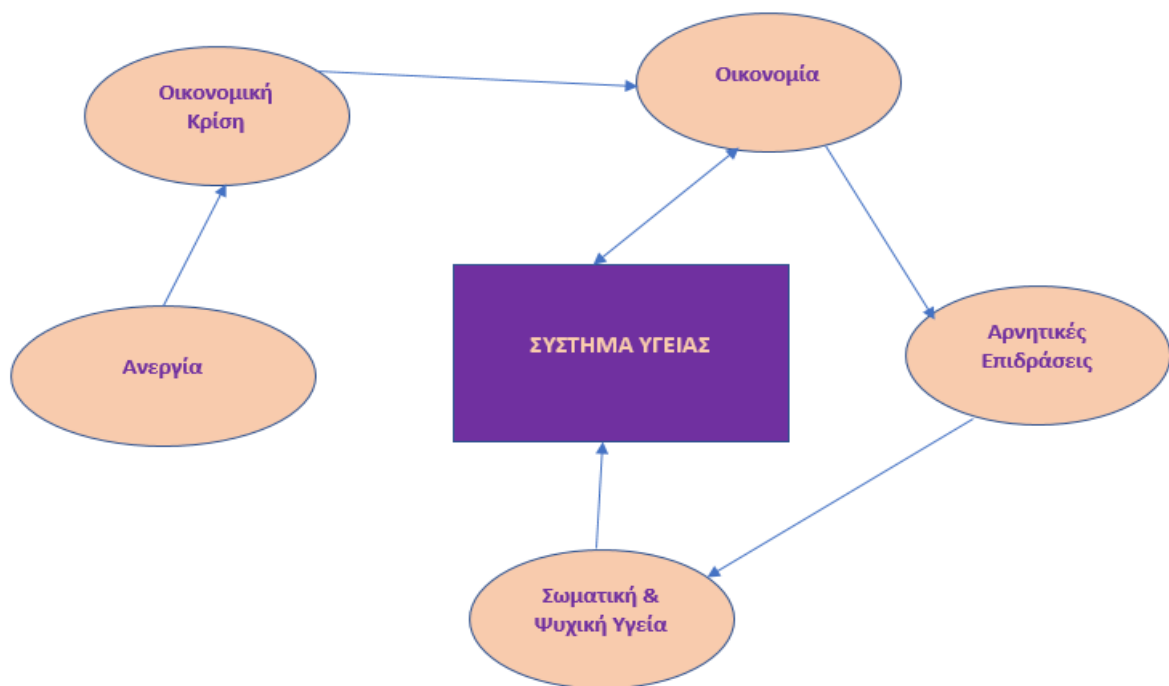 Οικονομική
Κρίση
Οικονομία
Ανεργία
ΣΥΣΤΗΜΑ ΥΓΕΙΑΣ
Αρνητικές
Επιδράσεις
Σωματική &
Ψυχική Υγεία